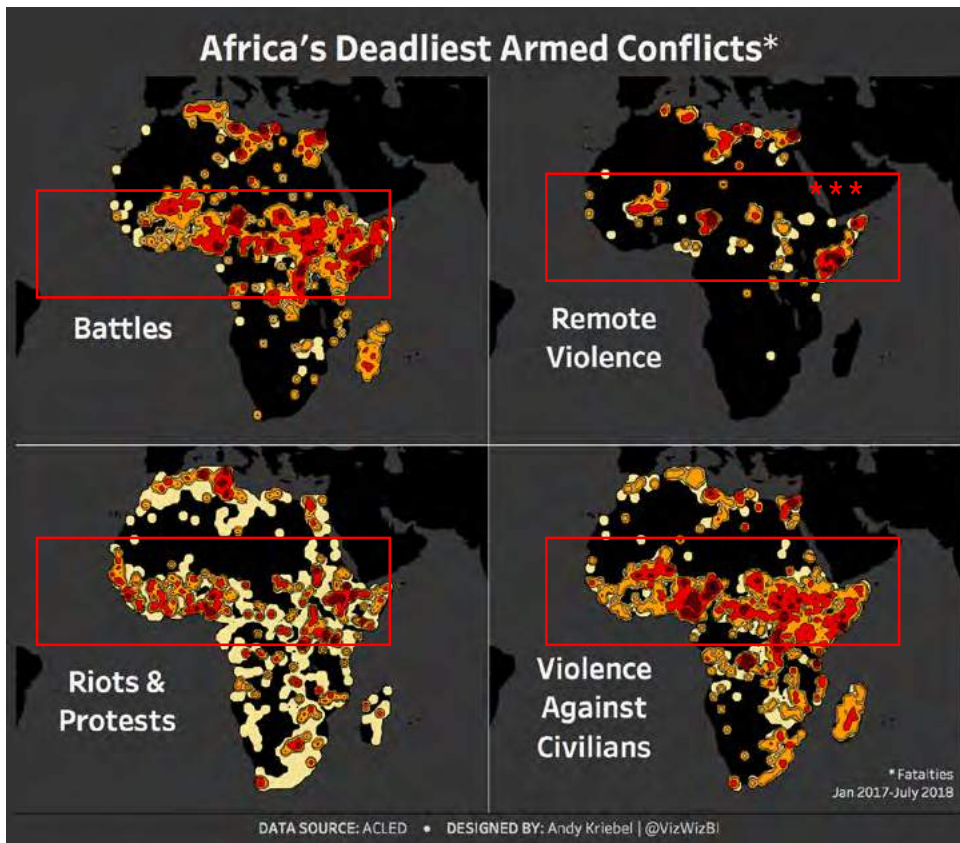 Africa's Deadliest Armed Conflicts*
Battles
***
Remote
Violence
Riots &
Protests
Violence
Against
Civilians
*Fatalties
Jan 2017-July 2018
DATA SOURCE: ACLED • DESIGNED BY: Andy Kriebel | @VizWizBI